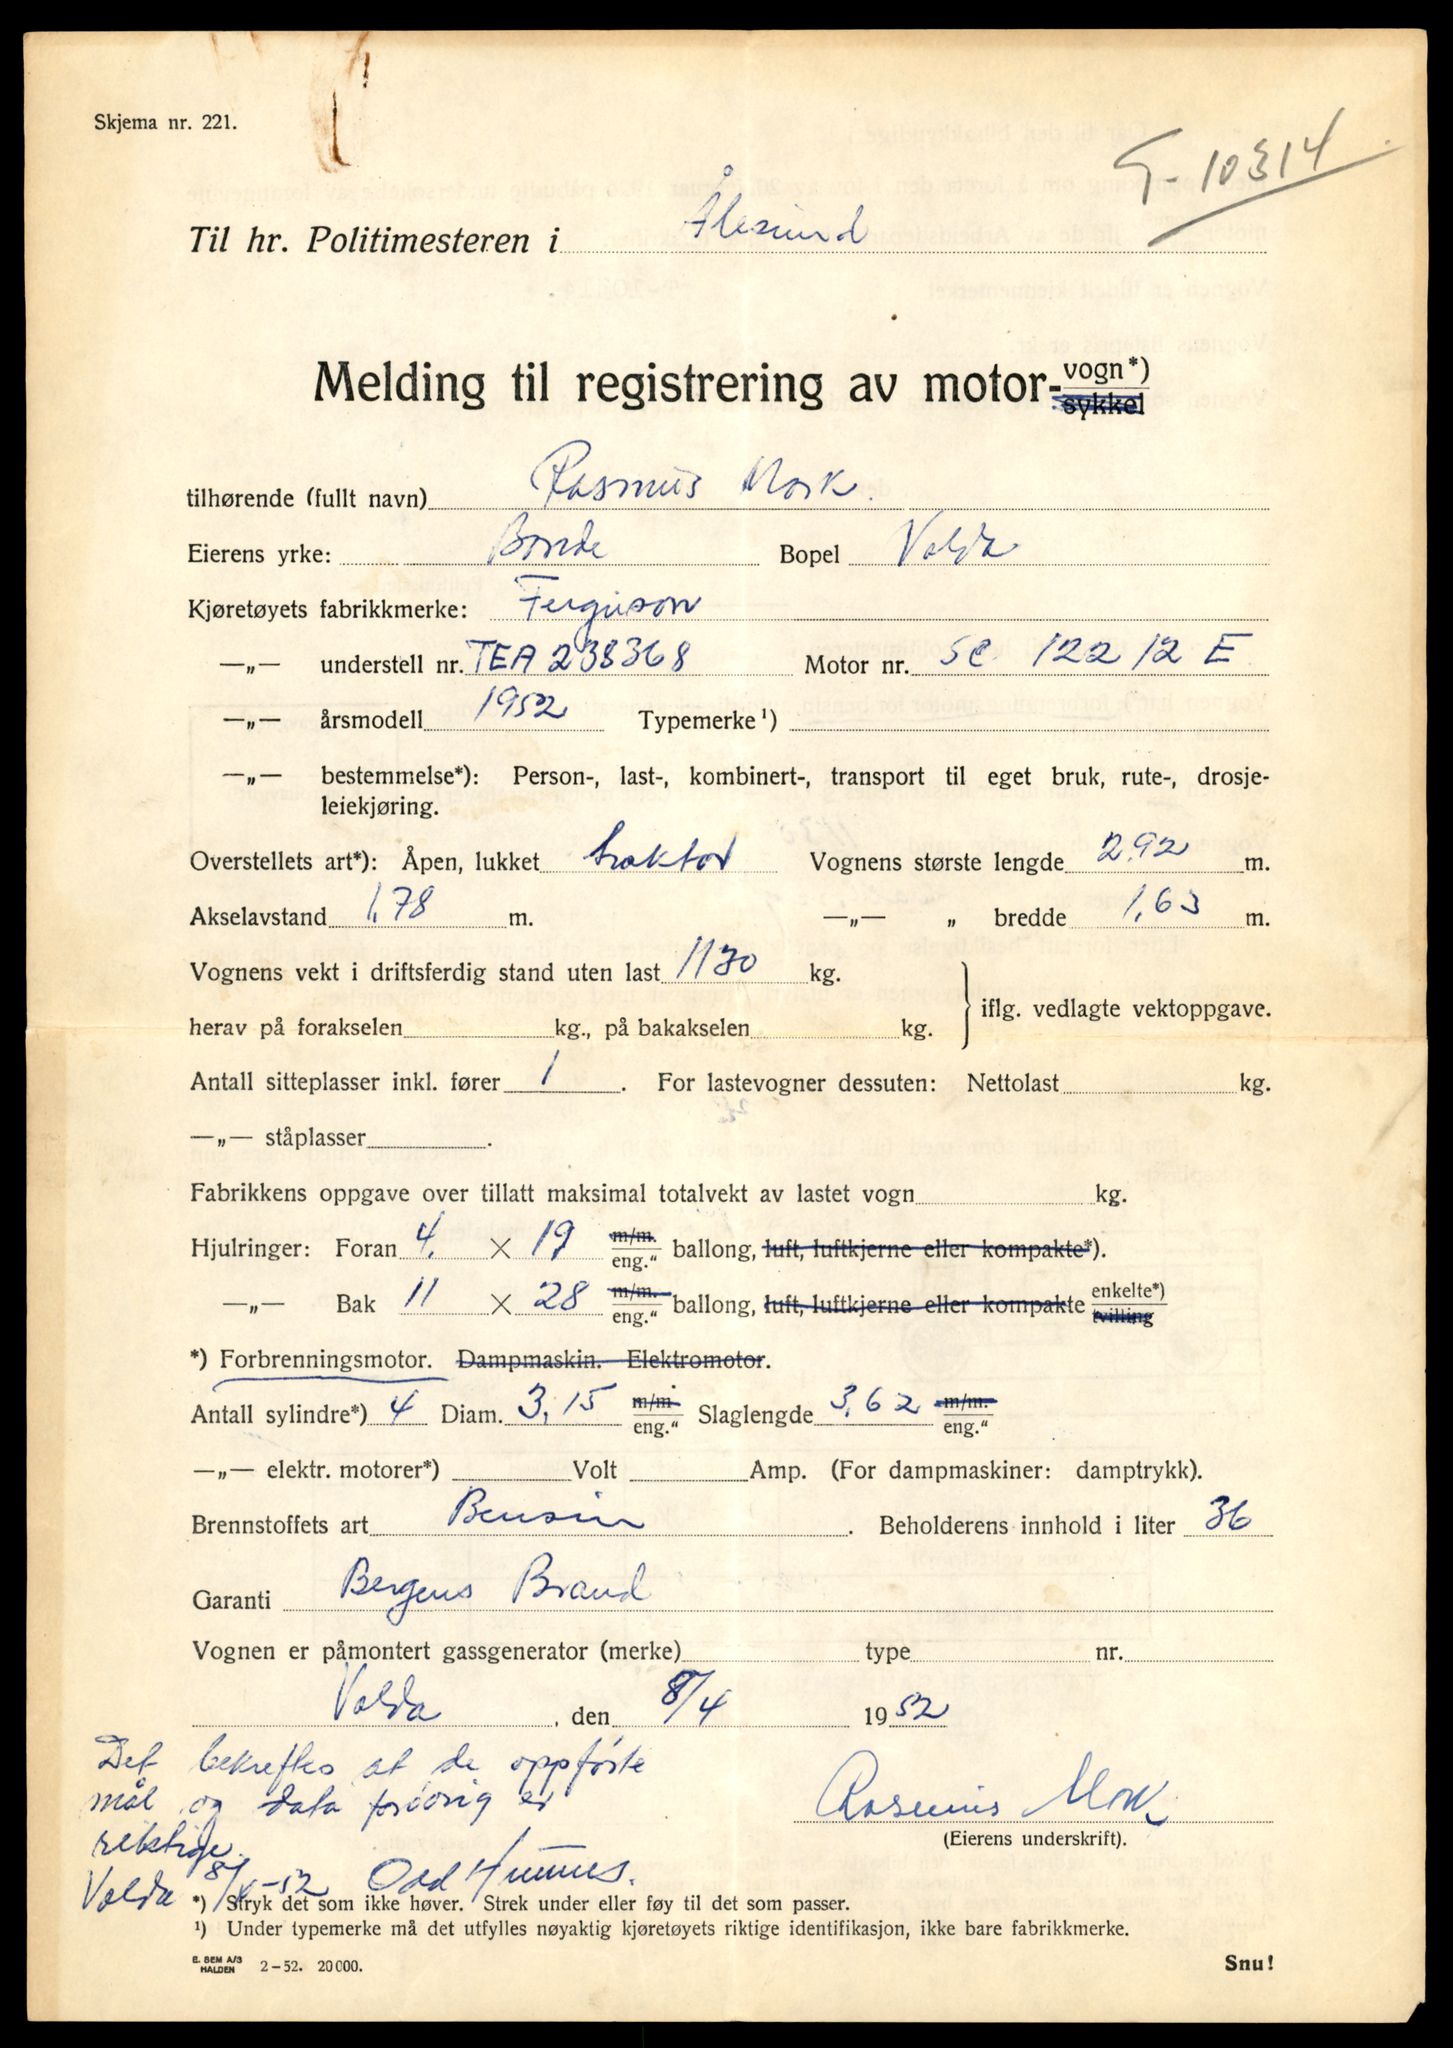 Skjema nr. 221.
T-10314
Til hr. Politimesteren i Ålesund
Melding til registrering av motor-vogn*)
sykkel
tilhørende (fullt navn) Rasmus Mork.
Eierens yrke: Bonde Bopel Volda
Kjøretøyets fabrikkmerke: Ferguson
—„— understell nr. TEA 238368 Motor nr. SC 12212 E
—„— årsmodell 1952 Typemerke¹)
—„— bestemmelse*): Person-, last-, kombinert-, transport til eget bruk, rute-, drosje-
leiekjøring.
Overstellets art*): Åpen, lukket traktor Vognens største lengde 2,92 m.
Akselavstand 1,78 m. —„— „ bredde 1,63 m.
Vognens vekt i driftsferdig stand uten last 1130 kg.
herav på forakselen kg., på bakakselen kg. iflg. vedlagte vektoppgave.
Antall sitteplasser inkl. fører 1. For lastevogner dessuten: Nettolast kg.
—„— ståplasser .
Fabrikkens oppgave over tillatt maksimal totalvekt av lastet vogn kg.
Hjulringer: Foran 4. × 19 m/m. eng.“ ballong, luft, luftkjerne eller kompakte*).
—„— Bak 11 × 28 m/m. eng.“ ballong, luft, luftkjerne eller kompakte enkelte*) tvilling
*) Forbrenningsmotor. Dampmaskin. Elektromotor.
Antall sylindre*) 4 Diam. 3,15 m/m eng.“ Slaglengde 3,62 m/m. eng.“
—„— elektr. motorer*) Volt Amp. (For dampmaskiner: damptrykk).
Brennstoffets art Bensin. Beholderens innhold i liter 36
Garanti Bergens Brand
Vognen er påmontert gassgenerator (merke) type nr.
Volda, den 8/4 1952
Det bekreftes at de oppførte
mål og data forøvrig er
riktige.
Volda 8/4-52 Odd
Rasmus Mork
(Eierens underskrift).
*) Stryk det som ikke høver. Strek under eller føy til det som passer.
¹) Under typemerke må det utfylles nøyaktig kjøretøyets riktige identifikasjon, ikke bare fabrikkmerke.
E. SEM A/S
HALDEN 2-52. 20000.
Snu!